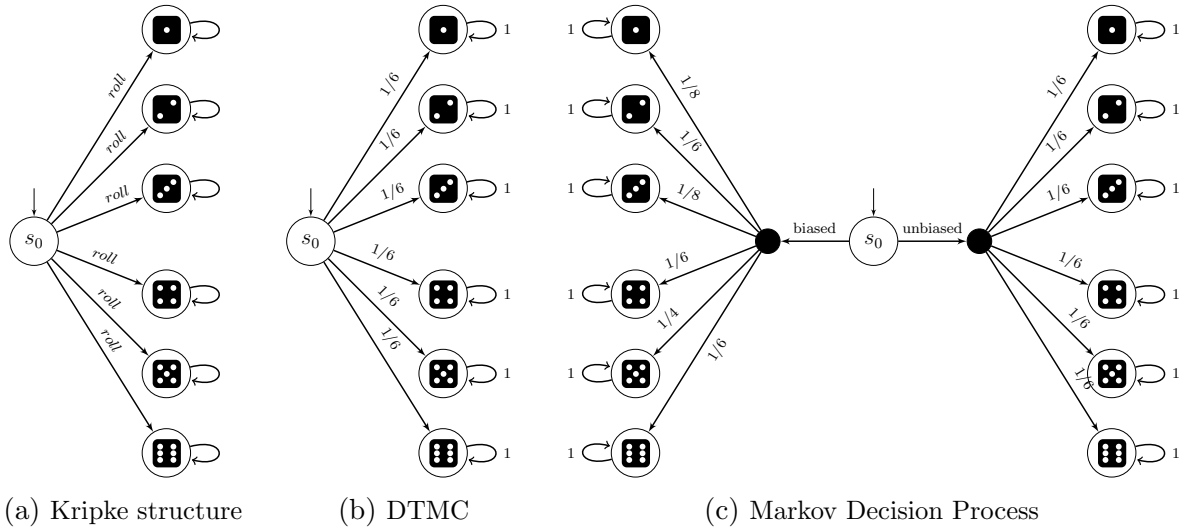 roll
roll
roll
s₀
roll
roll
roll
(a) Kripke structure
1/6 1
1/6 1
1/6 1
s₀
1/6 1
1/6 1
1/6 1
(b) DTMC
1 1/8 1/6 1
1 1/6 1/6 1
1 1/8 1/6 1
biased s₀ unbiased
1 1/6 1/6 1
1 1/4 1/6 1
1 1/6 1/6 1
(c) Markov Decision Process